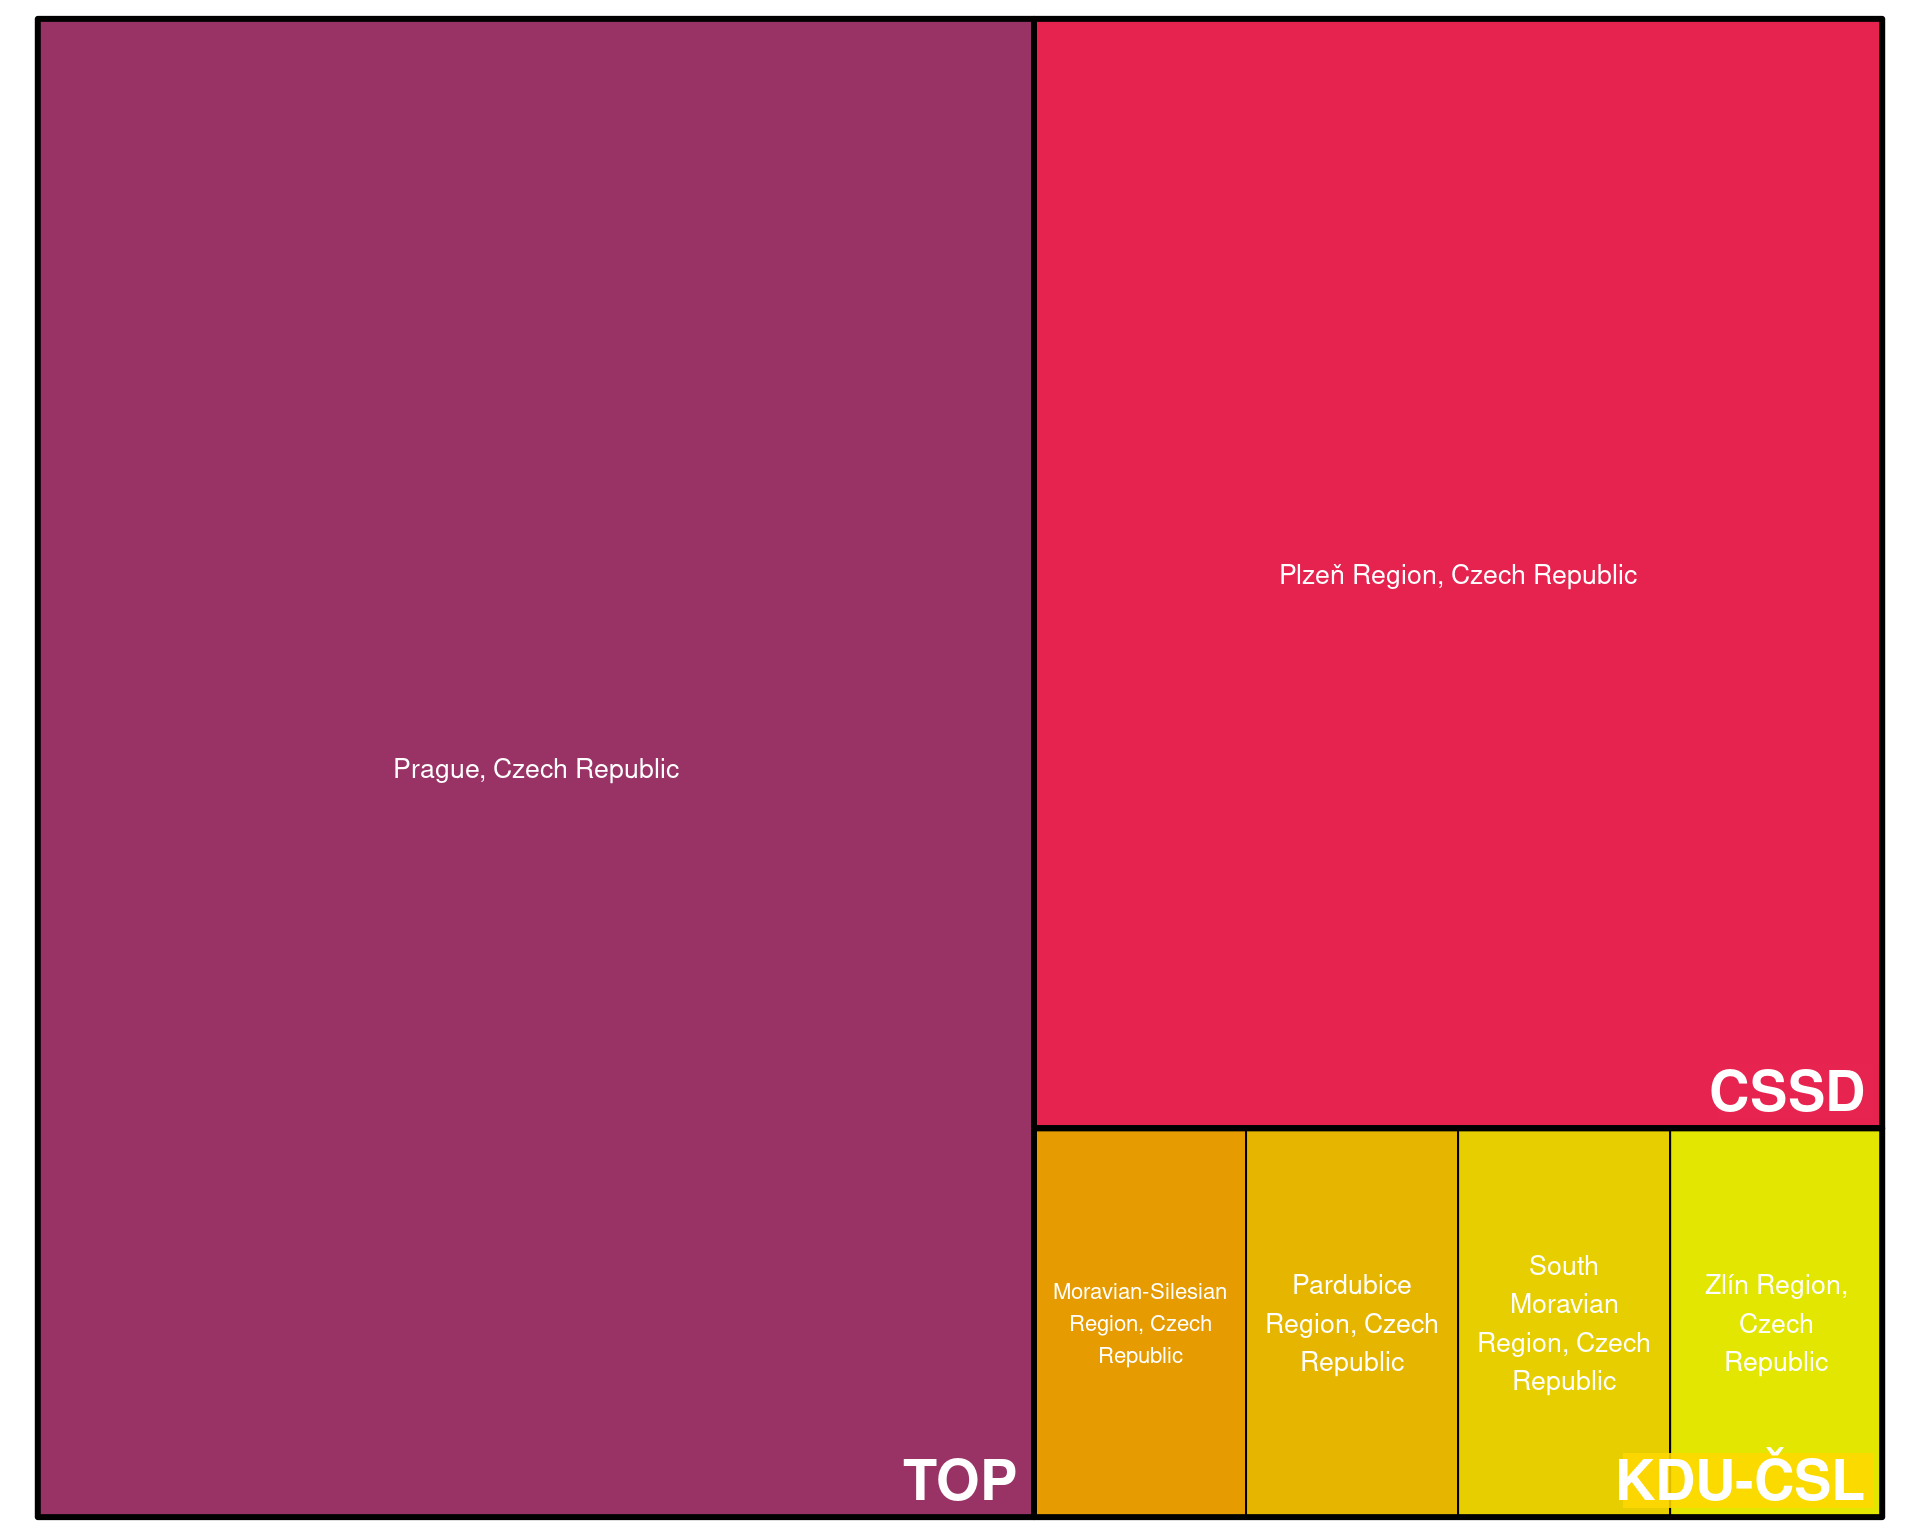 Prague, Czech Republic
TOP
Plzeň Region, Czech Republic
CSSD
Moravian-Silesian
Region, Czech
Republic
Pardubice
Region, Czech
Republic
South
Moravian
Region, Czech
Republic
Zlín Region,
Czech
Republic
KDU-ČSL